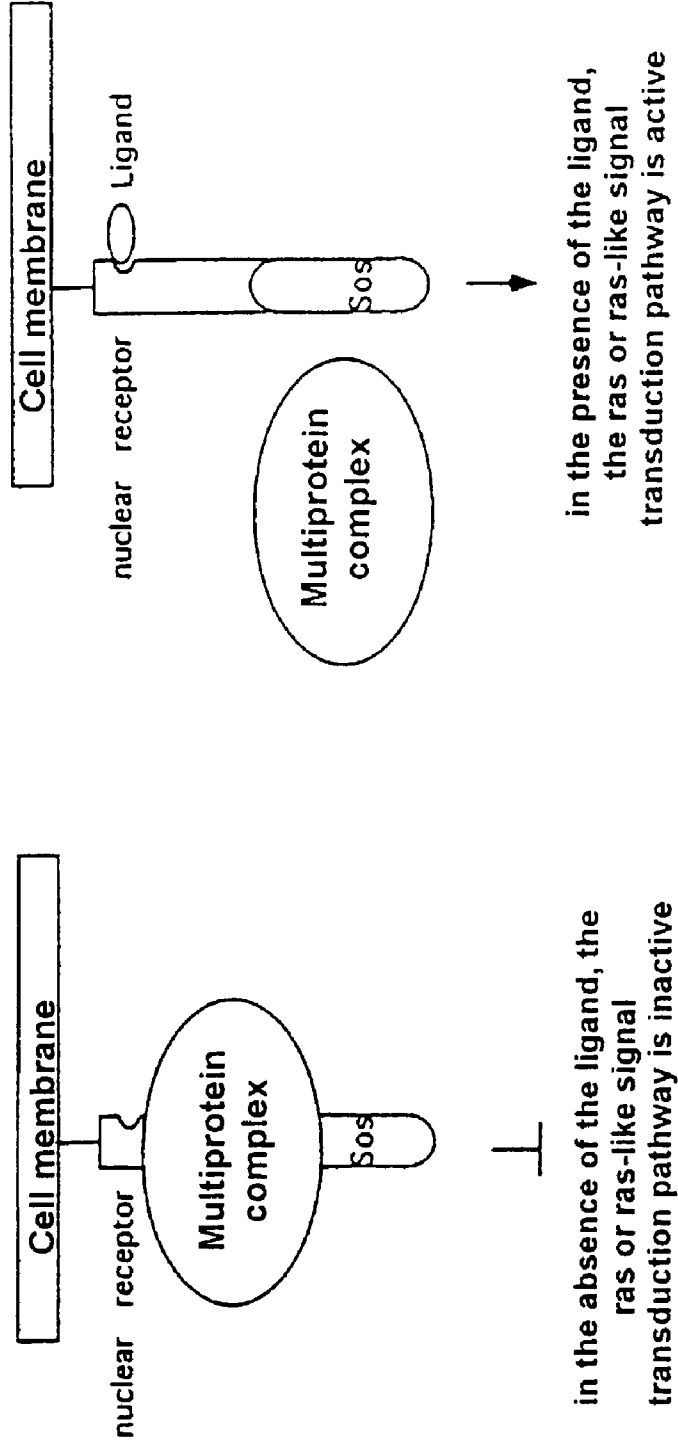 Cell membrane
nuclear receptor
Multiprotein
complex
Sos
in the absence of the ligand, the
ras or ras-like signal
transduction pathway is inactive
Cell membrane
nuclear receptor
Ligand
Multiprotein
complex
Sos
in the presence of the ligand,
the ras or ras-like signal
transduction pathway is active